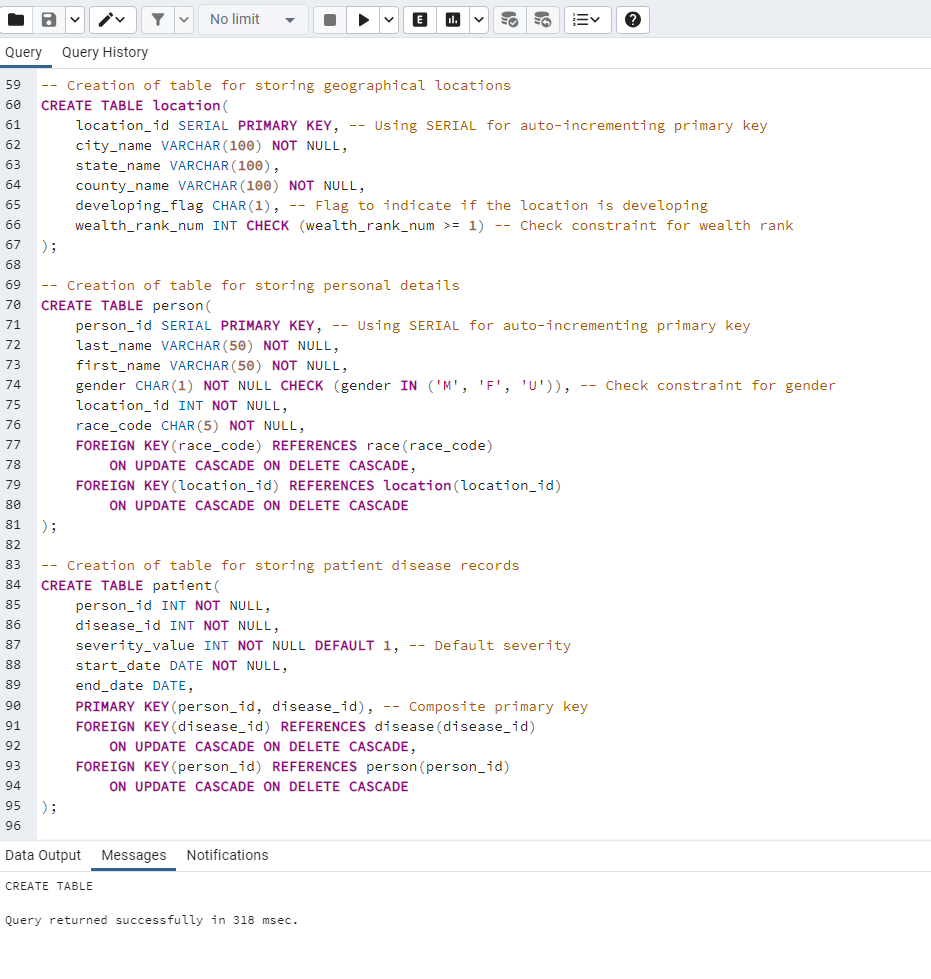 No limit
E
Query Query History
59 -- Creation of table for storing geographical locations
60 CREATE TABLE location(
61 location_id SERIAL PRIMARY KEY, -- Using SERIAL for auto-incrementing primary key
62 city_name VARCHAR(100) NOT NULL,
63 state_name VARCHAR(100),
64 county_name VARCHAR(100) NOT NULL,
65 developing_flag CHAR(1), -- Flag to indicate if the location is developing
66 wealth_rank_num INT CHECK (wealth_rank_num >= 1) -- Check constraint for wealth rank
67 );
68
69 -- Creation of table for storing personal details
70 CREATE TABLE person(
71 person_id SERIAL PRIMARY KEY, -- Using SERIAL for auto-incrementing primary key
72 last_name VARCHAR(50) NOT NULL,
73 first_name VARCHAR(50) NOT NULL,
74 gender CHAR(1) NOT NULL CHECK (gender IN ('M', 'F', 'U')), -- Check constraint for gender
75 location_id INT NOT NULL,
76 race_code CHAR(5) NOT NULL,
77 FOREIGN KEY(race_code) REFERENCES race(race_code)
78 ON UPDATE CASCADE ON DELETE CASCADE,
79 FOREIGN KEY(location_id) REFERENCES location(location_id)
80 ON UPDATE CASCADE ON DELETE CASCADE
81 );
82
83 -- Creation of table for storing patient disease records
84 CREATE TABLE patient(
85 person_id INT NOT NULL,
86 disease_id INT NOT NULL,
87 severity_value INT NOT NULL DEFAULT 1, -- Default severity
88 start_date DATE NOT NULL,
89 end_date DATE,
90 PRIMARY KEY(person_id, disease_id), -- Composite primary key
91 FOREIGN KEY(disease_id) REFERENCES disease(disease_id)
92 ON UPDATE CASCADE ON DELETE CASCADE,
93 FOREIGN KEY(person_id) REFERENCES person(person_id)
94 ON UPDATE CASCADE ON DELETE CASCADE
95 );
96
Data Output Messages Notifications
CREATE TABLE
Query returned successfully in 318 msec.